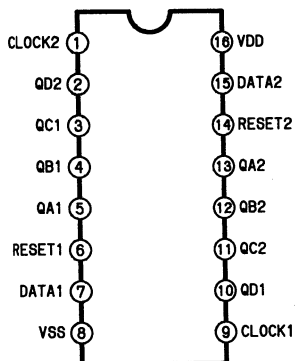 CLOCK2 1 16 VDD
QD2 2 15 DATA2
QC1 3 14 RESET2
QB1 4 13 QA2
QA1 5 12 QB2
RESET1 6 11 QC2
DATA1 7 10 QD1
VSS 8 9 CLOCK1